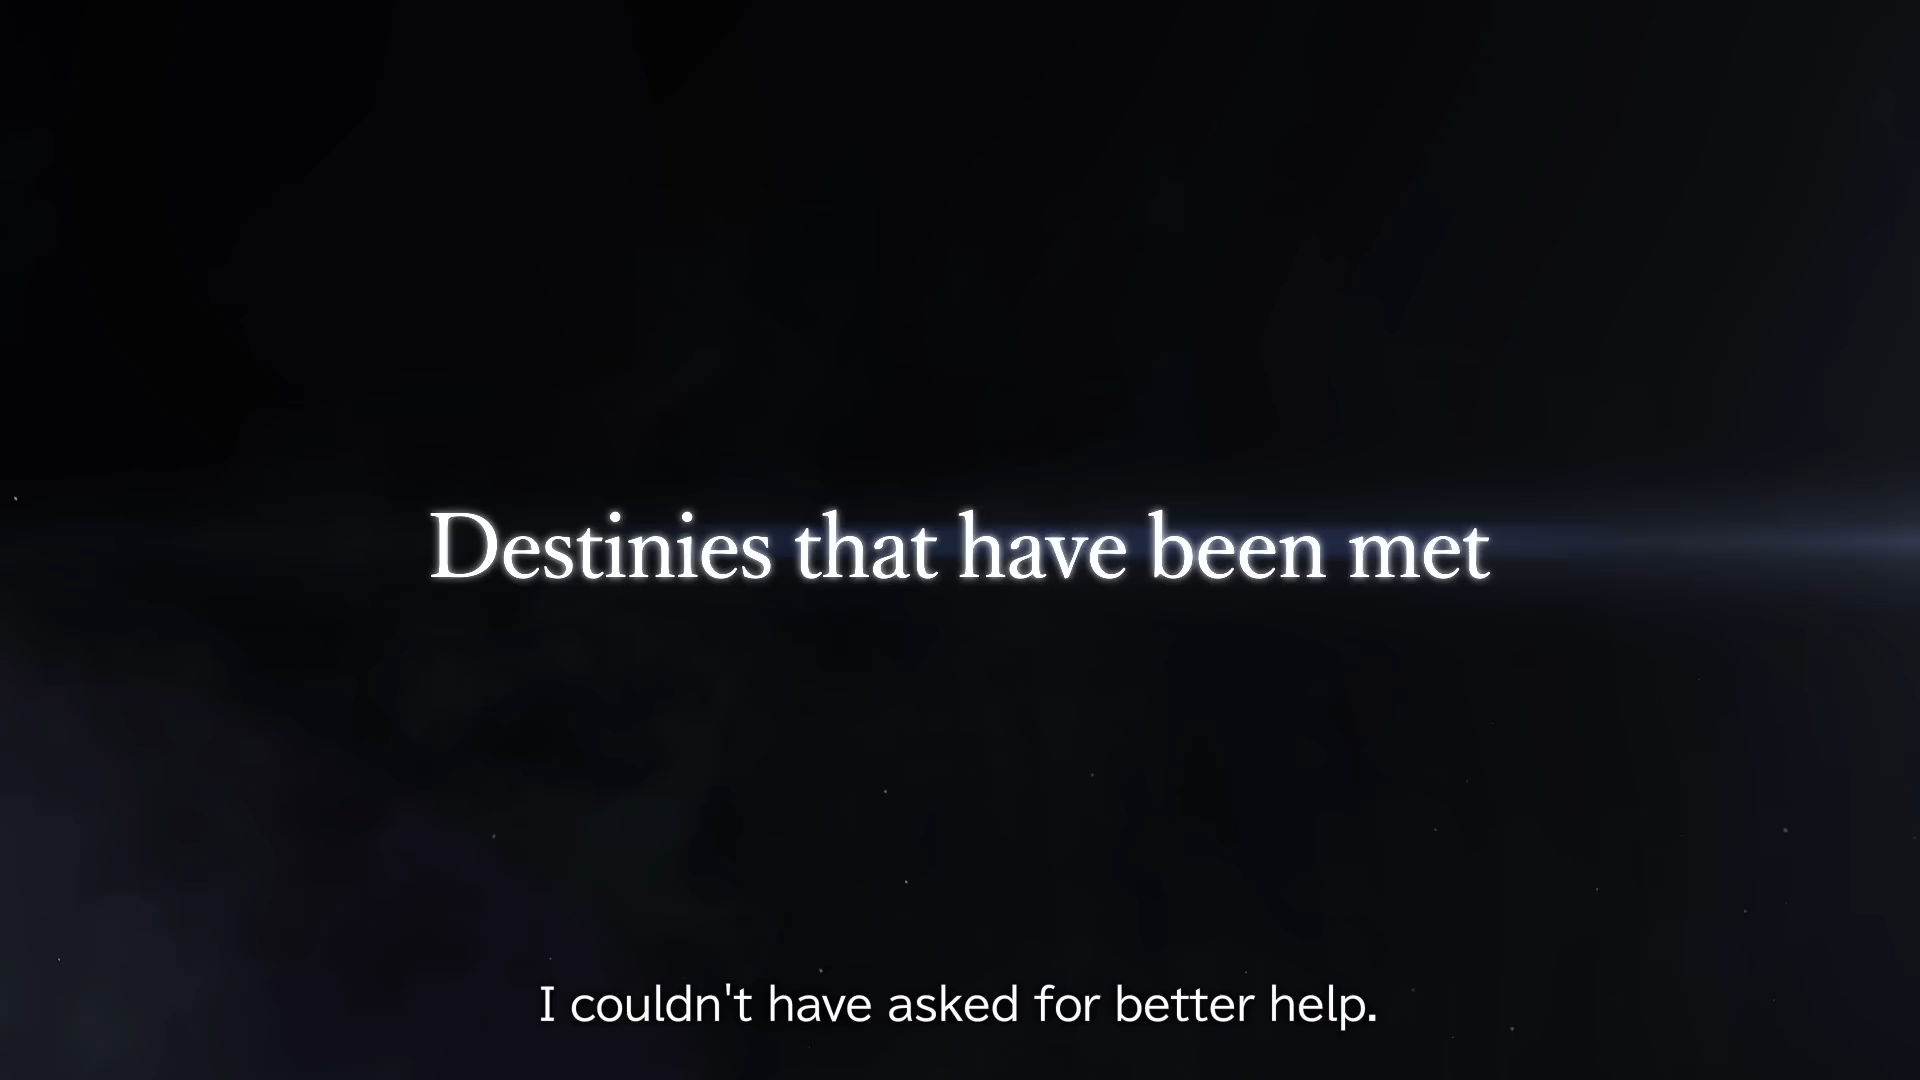 Destinies that have been met
I couldn't have asked for better help.